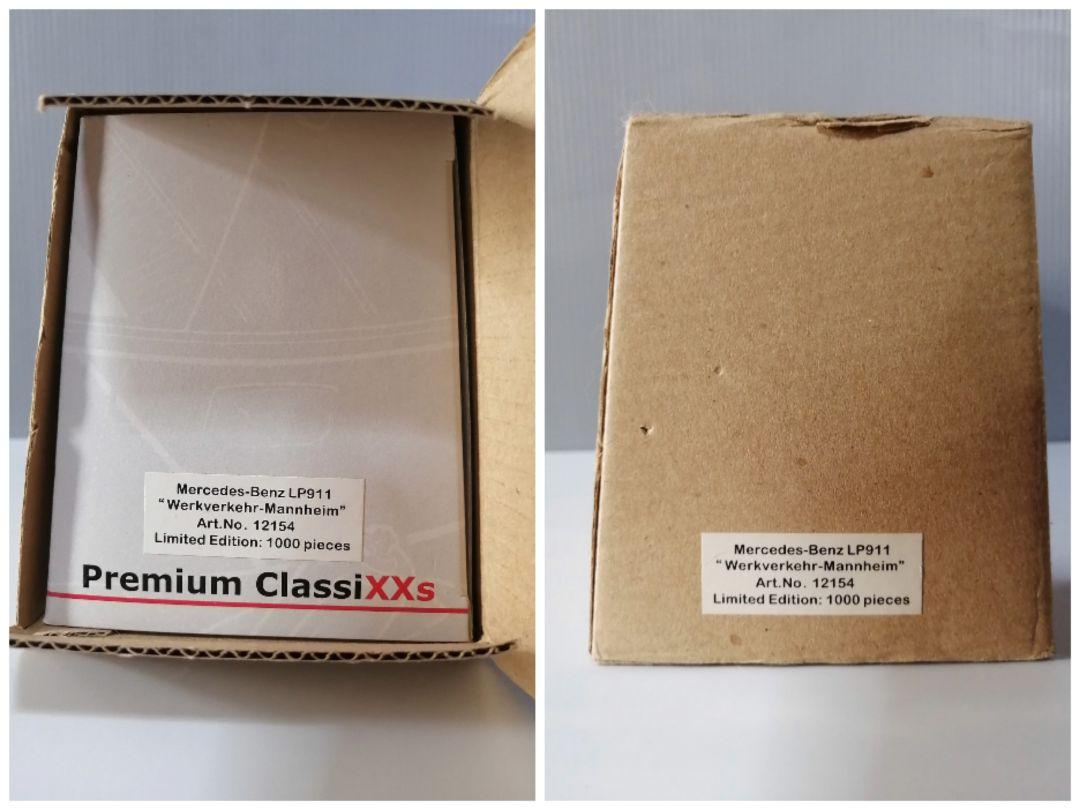 Mercedes-Benz LP911
"Werkverkehr-Mannheim"
Art.No. 12154
Limited Edition: 1000 pieces
Premium ClassiXXs
Mercedes-Benz LP911
"Werkverkehr-Mannheim"
Art.No. 12154
Limited Edition: 1000 pieces